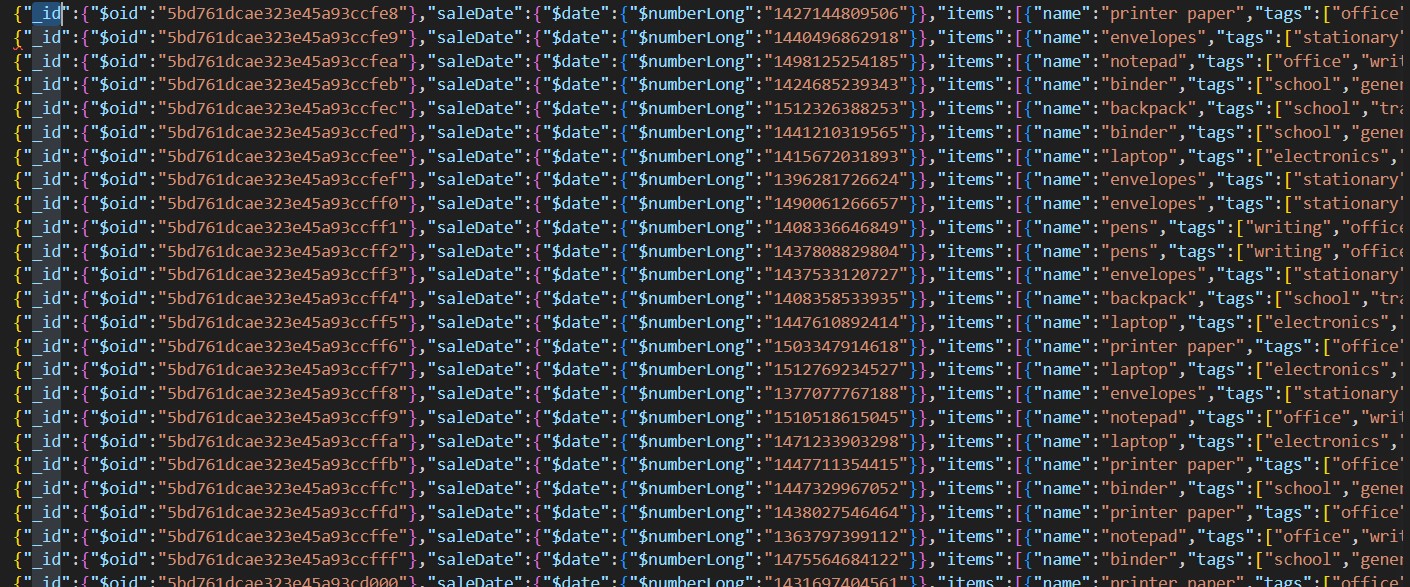 {"_id":{"$oid":"5bd761dcae323e45a93ccfe8"},"saleDate":{"$date":{"$numberLong":"1427144809506"}},"items":[{"name":"printer paper","tags":["office"
{"_id":{"$oid":"5bd761dcae323e45a93ccfe9"},"saleDate":{"$date":{"$numberLong":"1440496862918"}},"items":[{"name":"envelopes","tags":["stationary"
{"_id":{"$oid":"5bd761dcae323e45a93ccfea"},"saleDate":{"$date":{"$numberLong":"1498125254185"}},"items":[{"name":"notepad","tags":["office","writ
{"_id":{"$oid":"5bd761dcae323e45a93ccfeb"},"saleDate":{"$date":{"$numberLong":"1424685239343"}},"items":[{"name":"binder","tags":["school","gener
{"_id":{"$oid":"5bd761dcae323e45a93ccfec"},"saleDate":{"$date":{"$numberLong":"1512326388253"}},"items":[{"name":"backpack","tags":["school","tra
{"_id":{"$oid":"5bd761dcae323e45a93ccfed"},"saleDate":{"$date":{"$numberLong":"1441210319565"}},"items":[{"name":"binder","tags":["school","gener
{"_id":{"$oid":"5bd761dcae323e45a93ccfee"},"saleDate":{"$date":{"$numberLong":"1415672031893"}},"items":[{"name":"laptop","tags":["electronics","
{"_id":{"$oid":"5bd761dcae323e45a93ccfef"},"saleDate":{"$date":{"$numberLong":"1396281726624"}},"items":[{"name":"envelopes","tags":["stationary"
{"_id":{"$oid":"5bd761dcae323e45a93ccff0"},"saleDate":{"$date":{"$numberLong":"1490061266657"}},"items":[{"name":"envelopes","tags":["stationary"
{"_id":{"$oid":"5bd761dcae323e45a93ccff1"},"saleDate":{"$date":{"$numberLong":"1408336646849"}},"items":[{"name":"pens","tags":["writing","office
{"_id":{"$oid":"5bd761dcae323e45a93ccff2"},"saleDate":{"$date":{"$numberLong":"1437808829804"}},"items":[{"name":"pens","tags":["writing","office
{"_id":{"$oid":"5bd761dcae323e45a93ccff3"},"saleDate":{"$date":{"$numberLong":"1437533120727"}},"items":[{"name":"envelopes","tags":["stationary"
{"_id":{"$oid":"5bd761dcae323e45a93ccff4"},"saleDate":{"$date":{"$numberLong":"1408358533935"}},"items":[{"name":"backpack","tags":["school","tra
{"_id":{"$oid":"5bd761dcae323e45a93ccff5"},"saleDate":{"$date":{"$numberLong":"1447610892414"}},"items":[{"name":"laptop","tags":["electronics","
{"_id":{"$oid":"5bd761dcae323e45a93ccff6"},"saleDate":{"$date":{"$numberLong":"1503347914618"}},"items":[{"name":"printer paper","tags":["office"
{"_id":{"$oid":"5bd761dcae323e45a93ccff7"},"saleDate":{"$date":{"$numberLong":"1512769234527"}},"items":[{"name":"laptop","tags":["electronics","
{"_id":{"$oid":"5bd761dcae323e45a93ccff8"},"saleDate":{"$date":{"$numberLong":"1377077767188"}},"items":[{"name":"envelopes","tags":["stationary"
{"_id":{"$oid":"5bd761dcae323e45a93ccff9"},"saleDate":{"$date":{"$numberLong":"1510518615045"}},"items":[{"name":"notepad","tags":["office","writ
{"_id":{"$oid":"5bd761dcae323e45a93ccffa"},"saleDate":{"$date":{"$numberLong":"1471233903298"}},"items":[{"name":"laptop","tags":["electronics","
{"_id":{"$oid":"5bd761dcae323e45a93ccffb"},"saleDate":{"$date":{"$numberLong":"1447711354415"}},"items":[{"name":"printer paper","tags":["office"
{"_id":{"$oid":"5bd761dcae323e45a93ccffc"},"saleDate":{"$date":{"$numberLong":"1447329967052"}},"items":[{"name":"binder","tags":["school","gener
{"_id":{"$oid":"5bd761dcae323e45a93ccffd"},"saleDate":{"$date":{"$numberLong":"1438027546464"}},"items":[{"name":"printer paper","tags":["office"
{"_id":{"$oid":"5bd761dcae323e45a93ccffe"},"saleDate":{"$date":{"$numberLong":"1363797399112"}},"items":[{"name":"notepad","tags":["office","writ
{"_id":{"$oid":"5bd761dcae323e45a93ccfff"},"saleDate":{"$date":{"$numberLong":"1475564684122"}},"items":[{"name":"binder","tags":["school","gener
{"_id":{"$oid":"5bd761dcae323e45a93cd000"},"saleDate":{"$date":{"$numberLong":"1431697404561"}},"items":[{"name":"printer paper","tags":["office"